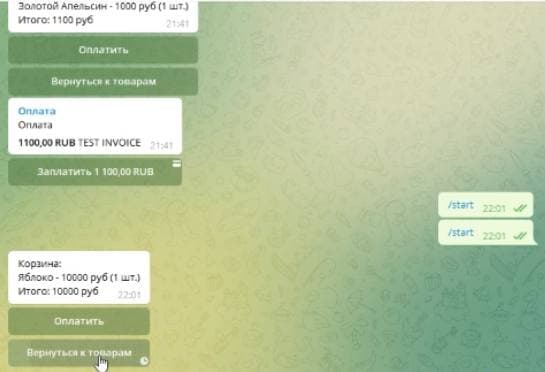 Золотой Апельсин - 1000 руб (1 шт.)
Итого: 1100 руб
21:41
Оплатить
Вернуться к товарам
Оплата
Оплата
1100,00 RUB TEST INVOICE 21:41
Заплатить 1 100,00 RUB
/start 22:01
/start 22:01
Корзина:
Яблоко - 10000 руб (1 шт.)
Итого: 10000 руб
22:01
Оплатить
Вернуться к товарам